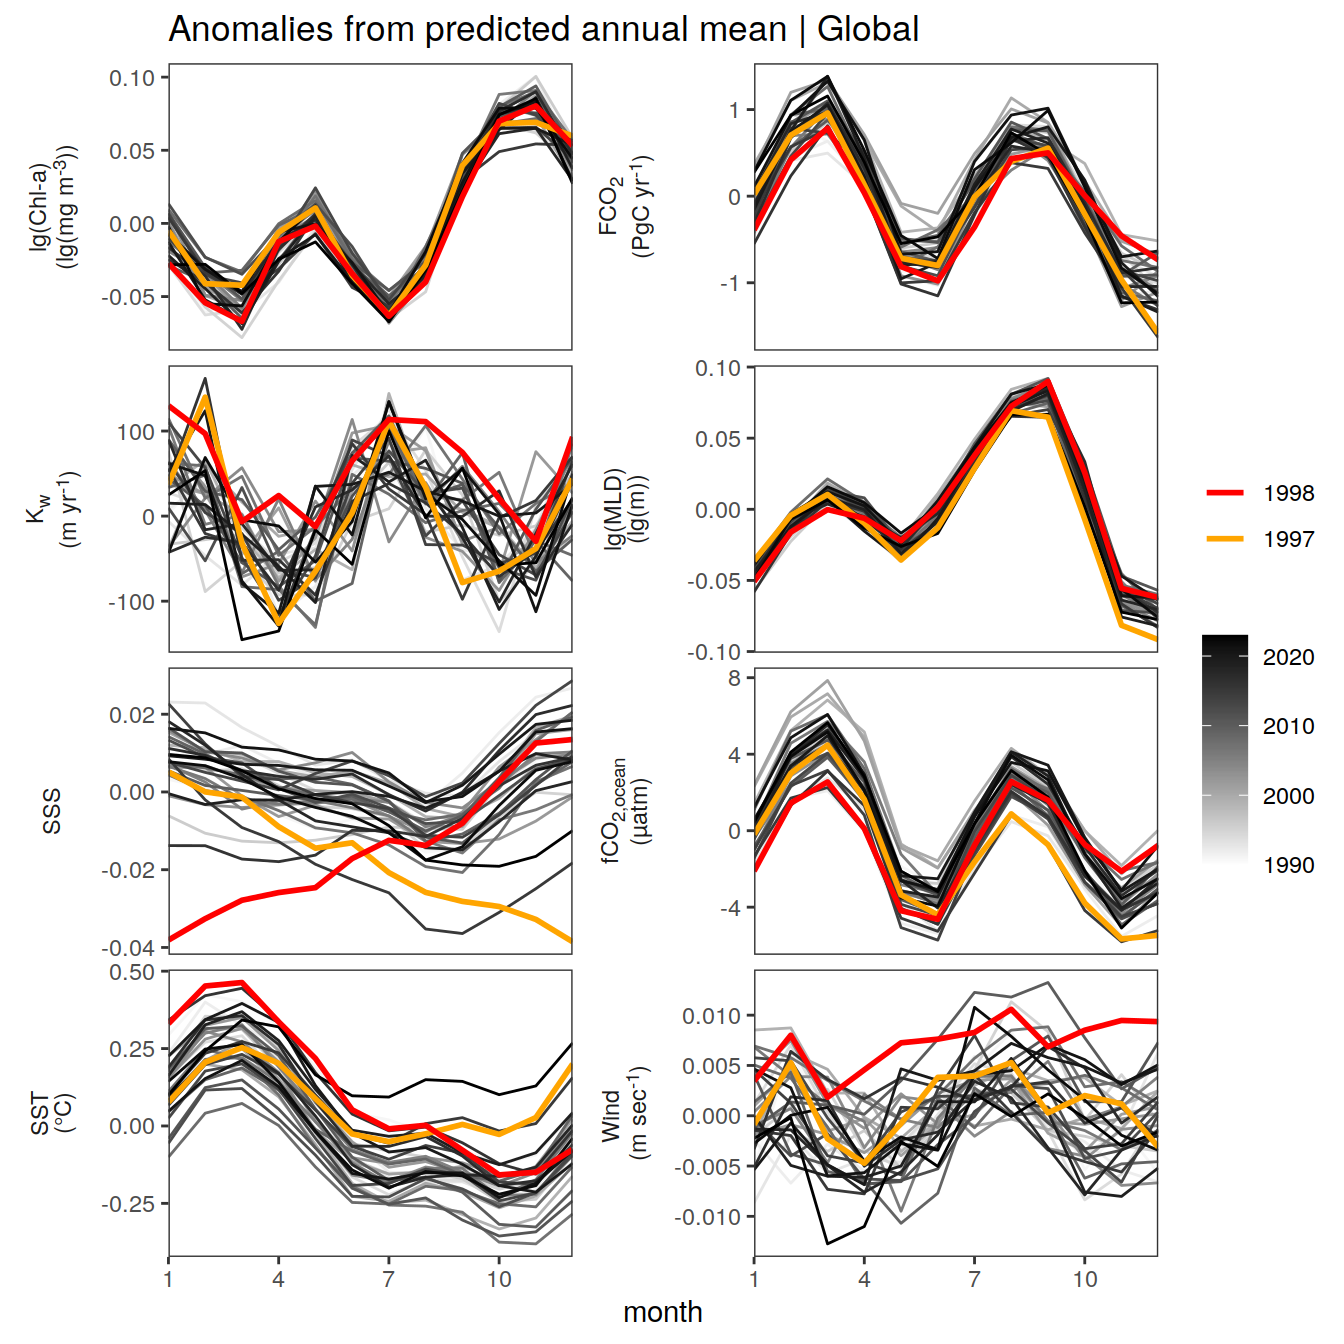 Anomalies from predicted annual mean | Global
lg(Chl-a)
(lg(mg m⁻³))
0.10
0.05
0.00
-0.05
FCO₂
(PgC yr⁻¹)
1
0
-1
K_w
(m yr⁻¹)
100
0
-100
lg(MLD)
(lg(m))
0.10
0.05
0.00
-0.05
-0.10
SSS
0.02
0.00
-0.02
-0.04
fCO₂,ocean
(µatm)
8
4
0
-4
SST
(°C)
0.50
0.25
0.00
-0.25
1
4
7
10
Wind
(m sec⁻¹)
0.010
0.005
0.000
-0.005
-0.010
1
4
7
10
month
1998
1997
2020
2010
2000
1990